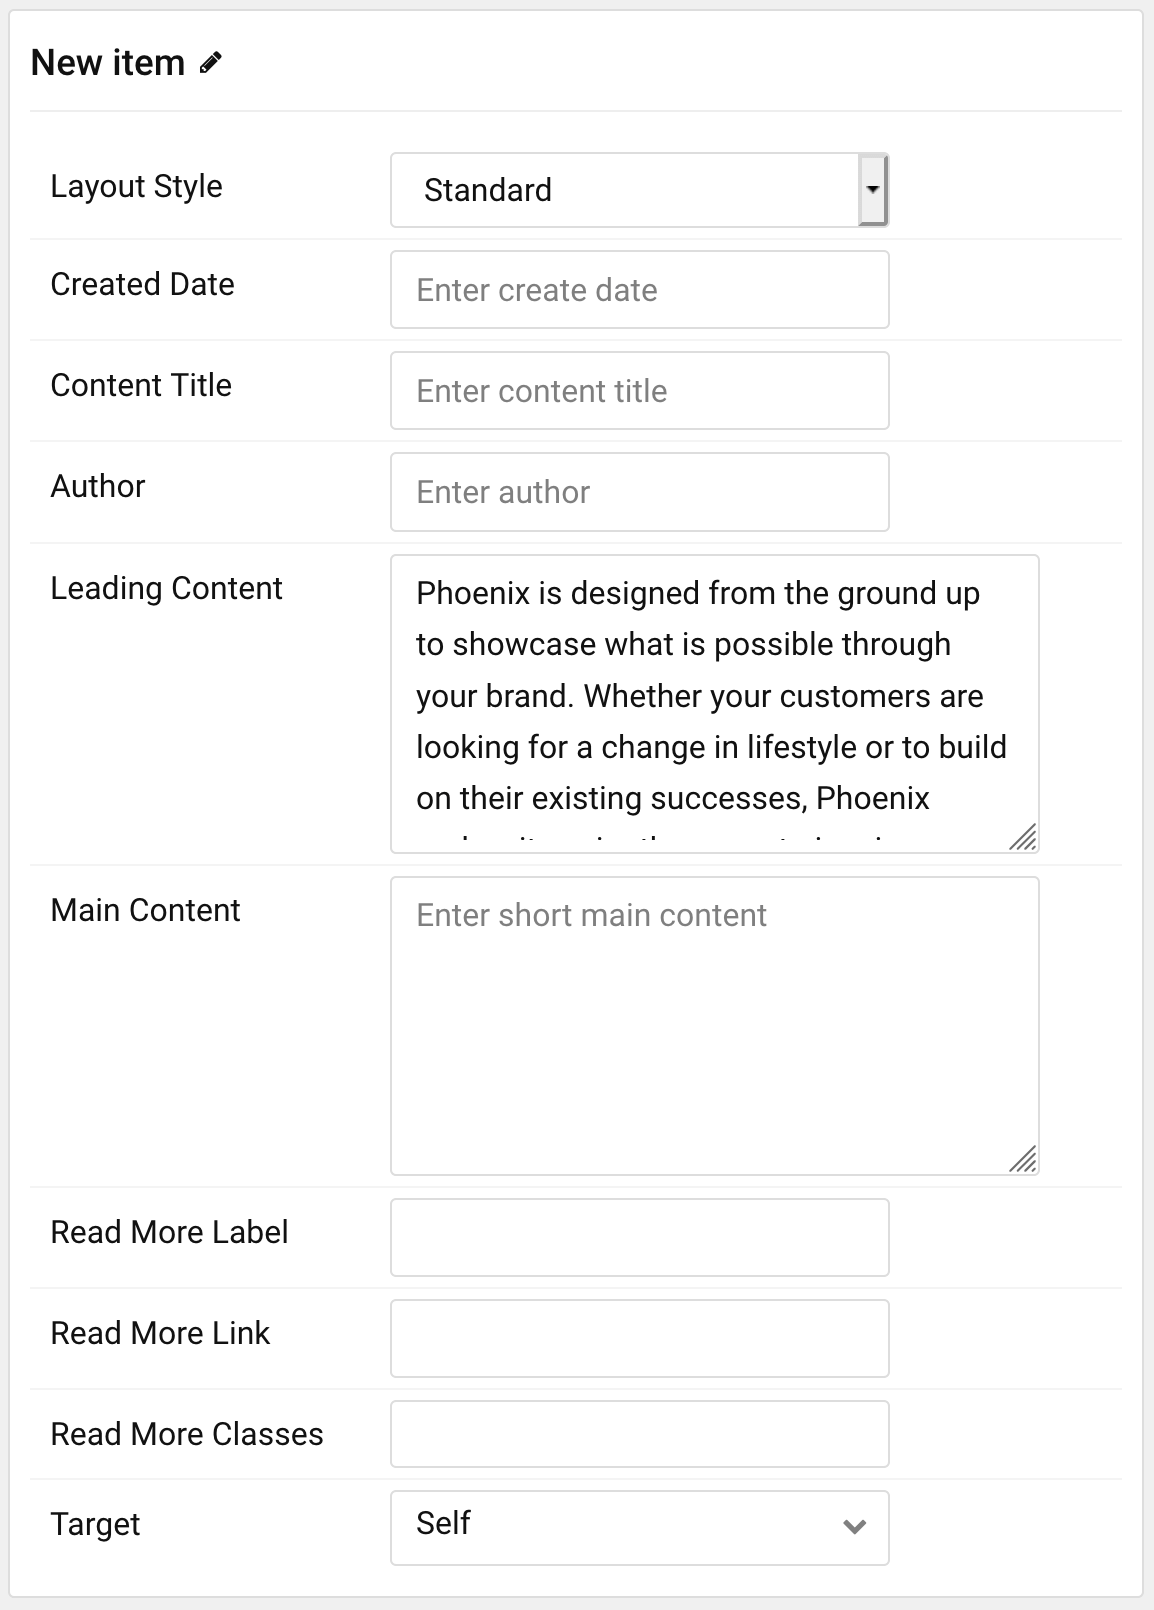 New item
Layout Style
Standard
Created Date
Enter create date
Content Title
Enter content title
Author
Enter author
Leading Content
Phoenix is designed from the ground up
to showcase what is possible through
your brand. Whether your customers are
looking for a change in lifestyle or to build
on their existing successes, Phoenix
Main Content
Enter short main content
Read More Label
Read More Link
Read More Classes
Target
Self